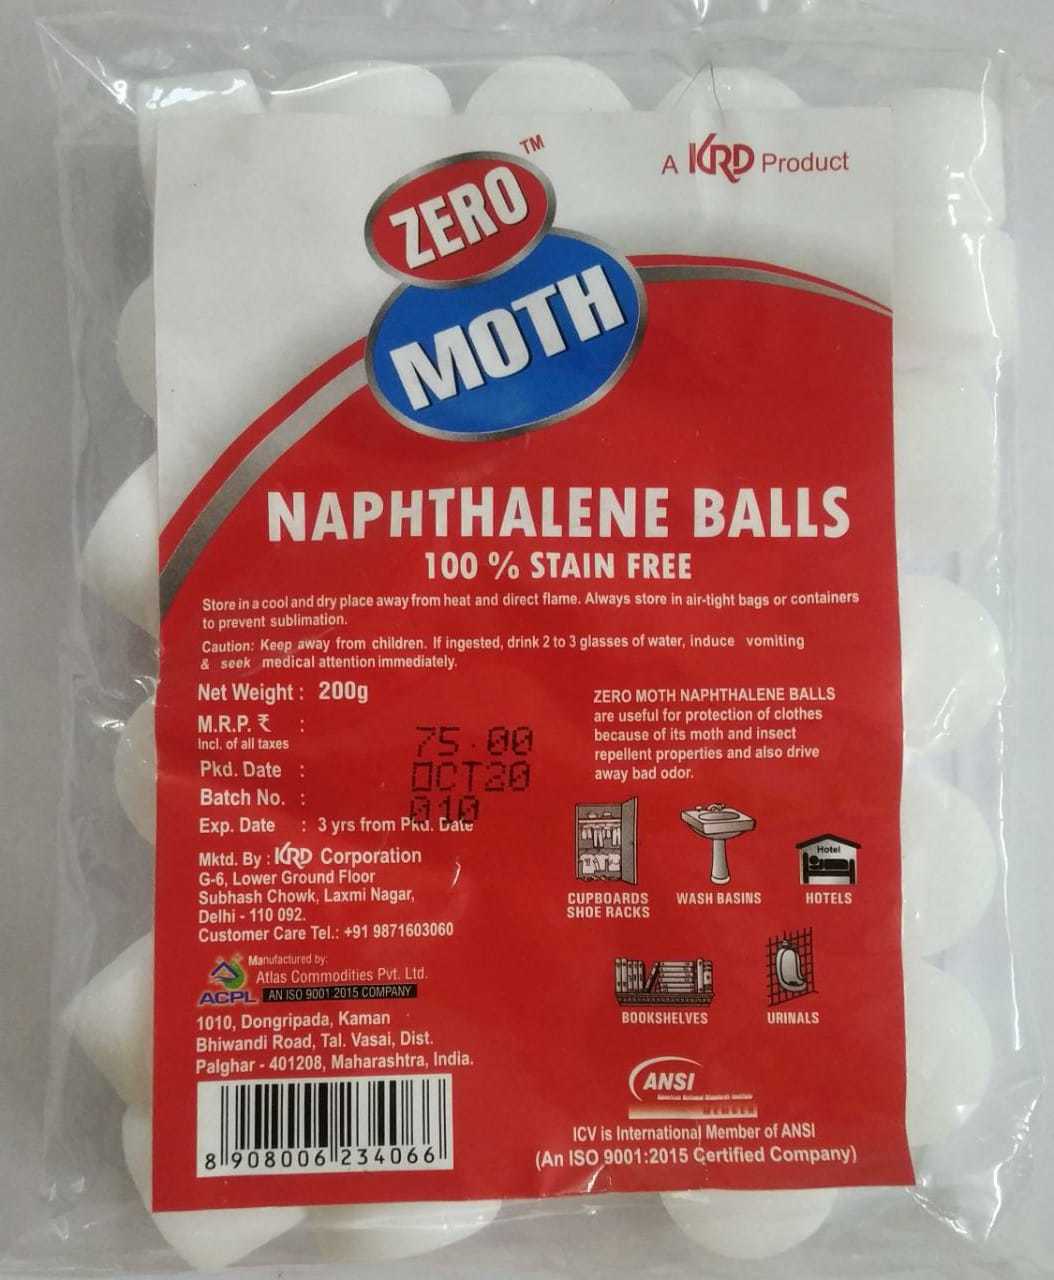 ZERO
MOTH
TM
A KRD Product
NAPHTHALENE BALLS
100 % STAIN FREE
Store in a cool and dry place away from heat and direct flame. Always store in air-tight bags or containers
to prevent sublimation.
Caution: Keep away from children. If ingested, drink 2 to 3 glasses of water, induce vomiting
& seek medical attention immediately.
Net Weight : 200g
M.R.P. ₹ : 75.00
Incl. of all taxes
Pkd. Date : OCT20
Batch No. : 010
Exp. Date : 3 yrs from Pkd. Date
Mktd. By : KRD Corporation
G-6, Lower Ground Floor
Subhash Chowk, Laxmi Nagar,
Delhi - 110 092.
Customer Care Tel.: +91 9871603060
Manufactured by:
Atlas Commodities Pvt. Ltd.
ACPL AN ISO 9001:2015 COMPANY
1010, Dongripada, Kaman
Bhiwandi Road, Tal. Vasai, Dist.
Palghar - 401208, Maharashtra, India.
8 908006 234066
ZERO MOTH NAPHTHALENE BALLS
are useful for protection of clothes
because of its moth and insect
repellent properties and also drive
away bad odor.
CUPBOARDS
SHOE RACKS
WASH BASINS
Hotel
HOTELS
BOOKSHELVES
URINALS
ANSI
American National Standards Institute
MEMBER
ICV is International Member of ANSI
(An ISO 9001:2015 Certified Company)